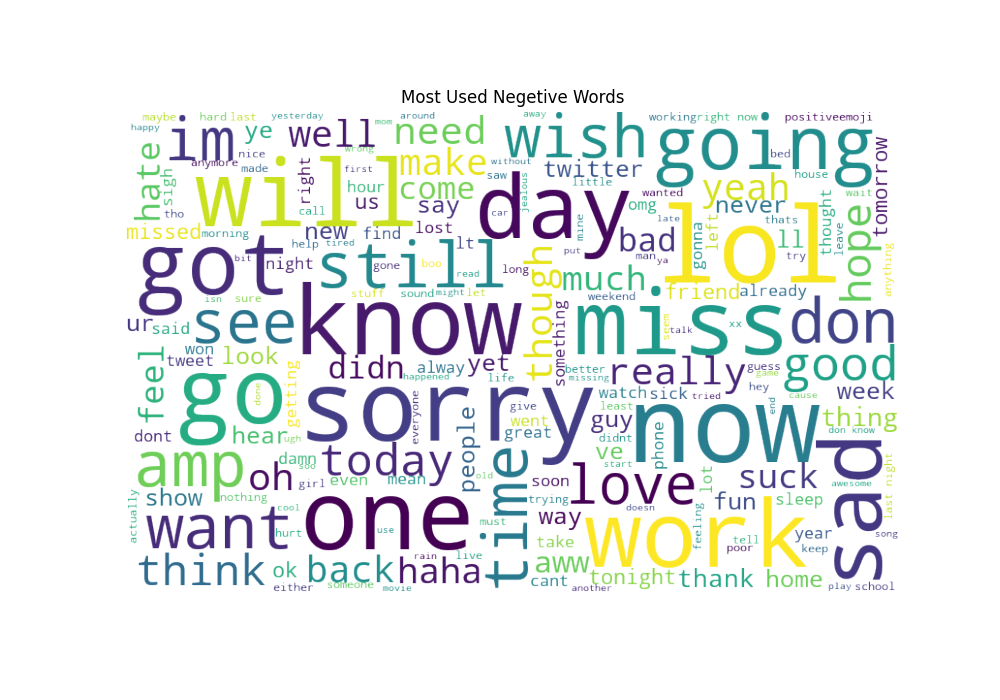 Most Used Negetive Words
maybe hard last yesterday around away working right now positiveemoji
happy im ye well mom need wish going
hate sigh anymore nice made wrong first without saw bed tomorrow
will right hour make twitter little yeah house wait
tho us come jealous day wanted never
call say car omg late thats thought
missed morning new find lost mine bad left lol ll hope
got help tired lt put man ya gonna try leave anything
bit night still gone boo read long though much
isn sure stuff sound might let weekend friend already
ur said see know something miss seem talk xx don
won tweet look didn alway yet better missing really guess good
feel go done getting happened life hey game
sorry everyone give watch sick tried cause week
dont hear ugh people went great guy least now end thing don know
amp oh damn today soo even mean old soon ve didnt start phone lot suck sad
show nothing girl time trying love fun sleep awesome last night
actually want cool one must way doesn work feeling year song
hurt use take tell poor keep
think ok back haha rain live aww tonight thank home
either someone movie cant another play school